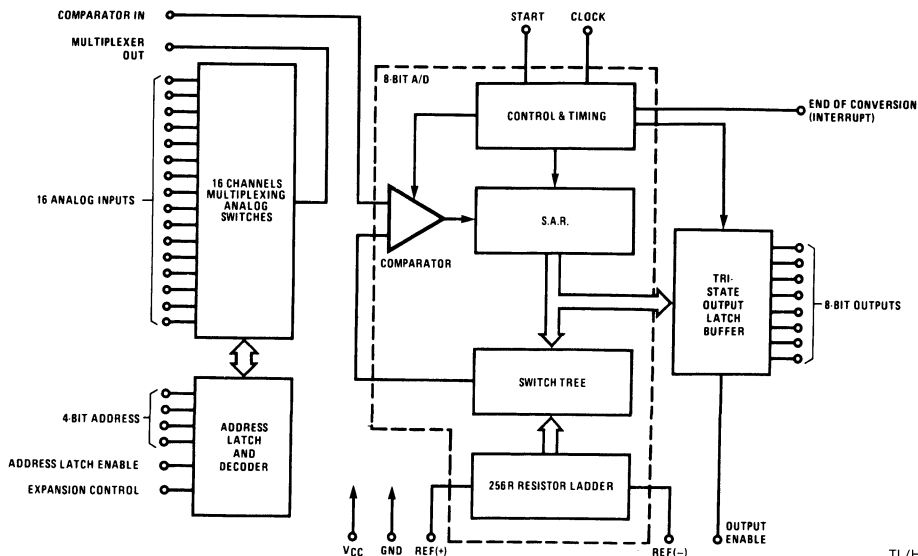 START
CLOCK
COMPARATOR IN
MULTIPLEXER
OUT
8-BIT A/D
CONTROL & TIMING
END OF CONVERSION
(INTERRUPT)
16 ANALOG INPUTS
16 CHANNELS
MULTIPLEXING
ANALOG
SWITCHES
S.A.R.
COMPARATOR
TRI-
STATE
OUTPUT
LATCH
BUFFER
8-BIT OUTPUTS
SWITCH TREE
4-BIT ADDRESS
ADDRESS
LATCH
AND
DECODER
ADDRESS LATCH ENABLE
EXPANSION CONTROL
256R RESISTOR LADDER
VCC
GND
REF(+)
REF(−)
OUTPUT
ENABLE